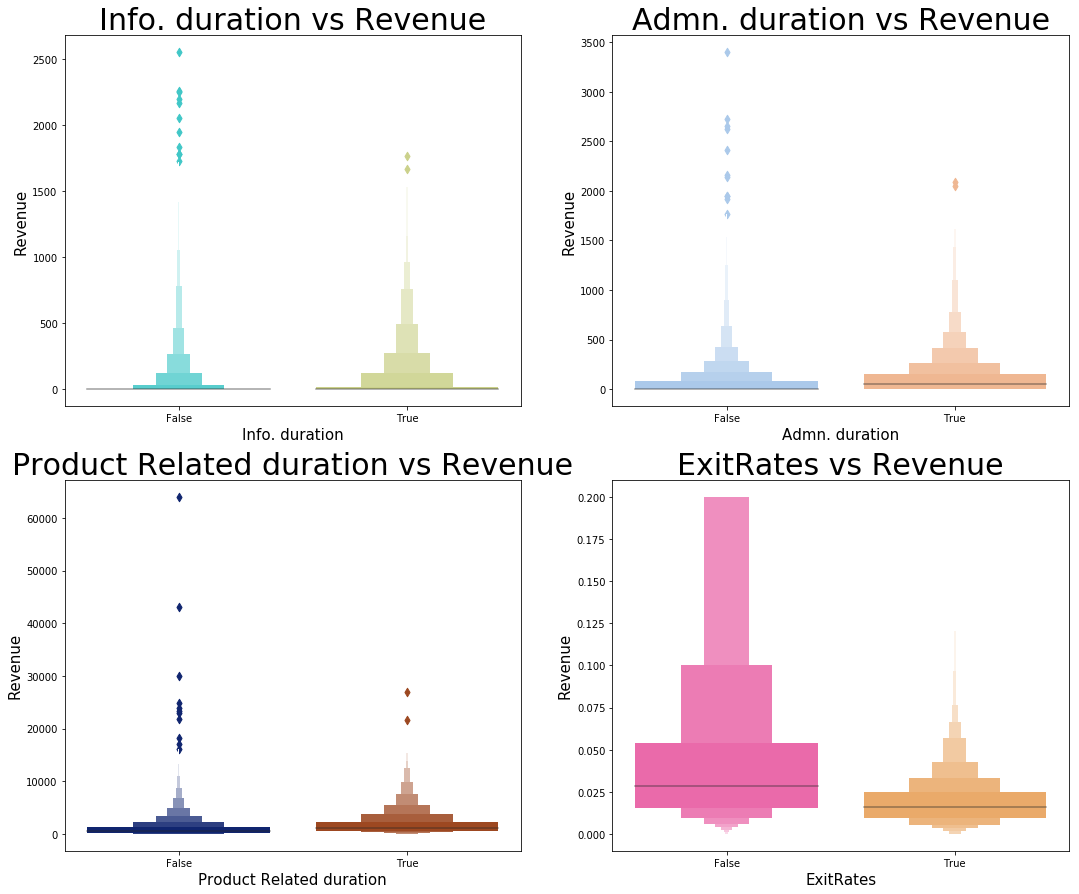 Info. duration vs Revenue
Revenue
2500
2000
1500
1000
500
0
False
True
Info. duration
Admn. duration vs Revenue
Revenue
3500
3000
2500
2000
1500
1000
500
0
False
True
Admn. duration
Product Related duration vs Revenue
Revenue
60000
50000
40000
30000
20000
10000
0
False
True
Product Related duration
ExitRates vs Revenue
Revenue
0.200
0.175
0.150
0.125
0.100
0.075
0.050
0.025
0.000
False
True
ExitRates